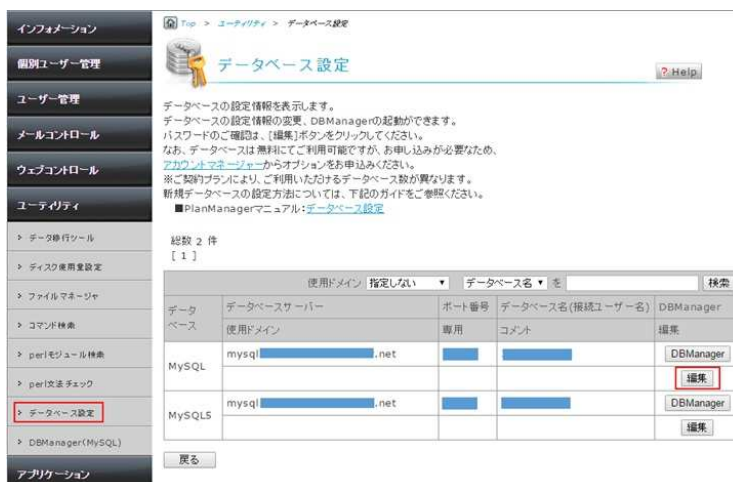 インフォメーション
個別ユーザー管理
ユーザー管理
メールコントロール
ウェブコントロール
ユーティリティ
データ移行ツール
ディスク使用量設定
ファイルマネージャ
コマンド検索
perlモジュール検索
perl文法チェック
データベース設定
DBManager(MySQL)
アプリケーション
Top > ユーティリティ > データベース設定
データベース設定
? Help
データベースの設定情報を表示します。
データベースの設定情報の変更、DBManagerの起動ができます。
パスワードのご確認は、[編集]ボタンをクリックしてください。
なお、データベースは無料にてご利用可能ですが、お申し込みが必要なため、
アカウントマネージャーからオプションをお申込みください。
※ご契約プランにより、ご利用いただけるデータベース数が異なります。
新規データベースの設定方法については、下記のガイドをご参照ください。
■PlanManagerマニュアル:データベース設定
総数 2 件
[ 1 ]
使用ドメイン 指定しない ▼ データベース名 ▼ を 検索
データベース データベースサーバー ポート番号 データベース名(接続ユーザー名) DBManager
使用ドメイン 専用 コメント 編集
MySQL mysql .net DBManager
編集
MySQL5 mysql .net DBManager
編集
戻る